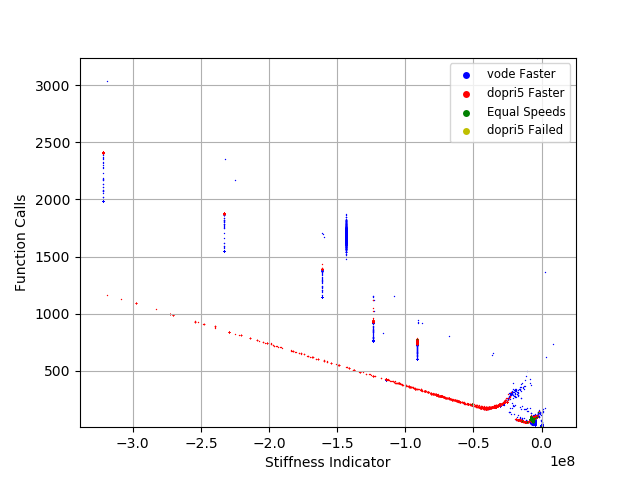 vode Faster
dopri5 Faster
Equal Speeds
dopri5 Failed
3000
2500
2000
1500
1000
500
Function Calls
−3.0 −2.5 −2.0 −1.5 −1.0 −0.5 0.0
1e8
Stiffness Indicator